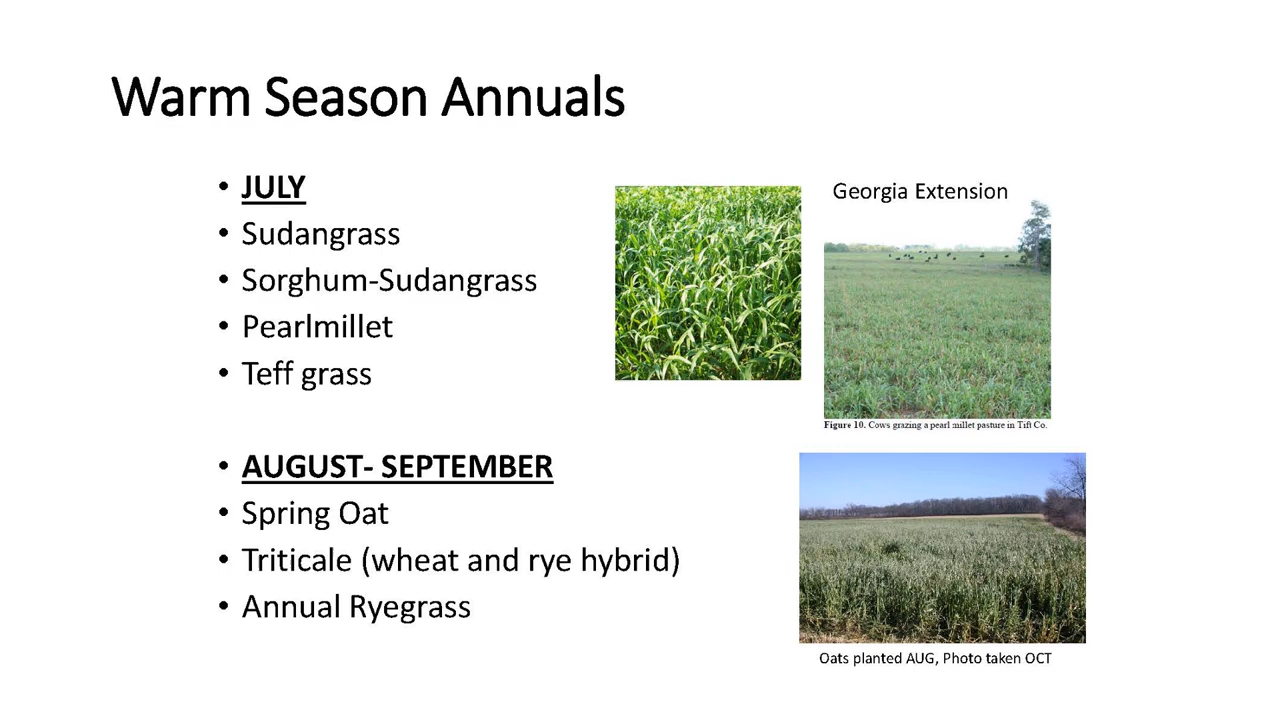 Warm Season Annuals
• JULY
• Sudangrass
• Sorghum-Sudangrass
• Pearlmillet
• Teff grass
• AUGUST- SEPTEMBER
• Spring Oat
• Triticale (wheat and rye hybrid)
• Annual Ryegrass
Georgia Extension
Figure 10. Cows grazing a pearl millet pasture in Tift Co.
Oats planted AUG, Photo taken OCT